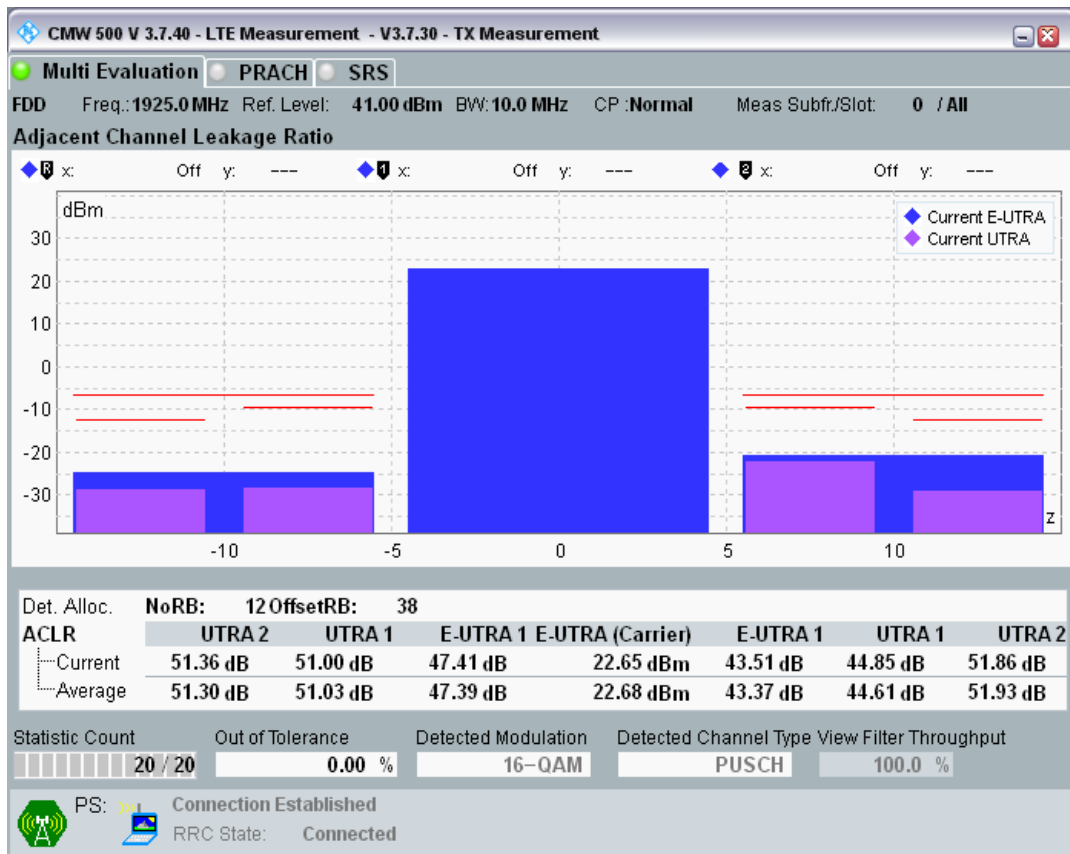 CMW 500 V 3.7.40 - LTE Measurement - V3.7.30 - TX Measurement
Multi Evaluation PRACH SRS
FDD Freq.: 1925.0 MHz Ref. Level: 41.00 dBm BW: 10.0 MHz CP : Normal Meas Subfr./Slot: 0 / All
Adjacent Channel Leakage Ratio
R x: Off y: --- 1 x: Off y: --- 2 x: Off y: ---
dBm
Current E-UTRA
Current UTRA
30
20
10
0
-10
-20
-30
z
-10 -5 0 5 10
Det. Alloc. NoRB: 12 OffsetRB: 38
ACLR UTRA 2 UTRA 1 E-UTRA 1 E-UTRA (Carrier) E-UTRA 1 UTRA 1 UTRA 2
Current 51.36 dB 51.00 dB 47.41 dB 22.65 dBm 43.51 dB 44.85 dB 51.86 dB
Average 51.30 dB 51.03 dB 47.39 dB 22.68 dBm 43.37 dB 44.61 dB 51.93 dB
Statistic Count Out of Tolerance Detected Modulation Detected Channel Type View Filter Throughput
20 / 20 0.00 % 16-QAM PUSCH 100.0 %
PS: Connection Established
RRC State: Connected